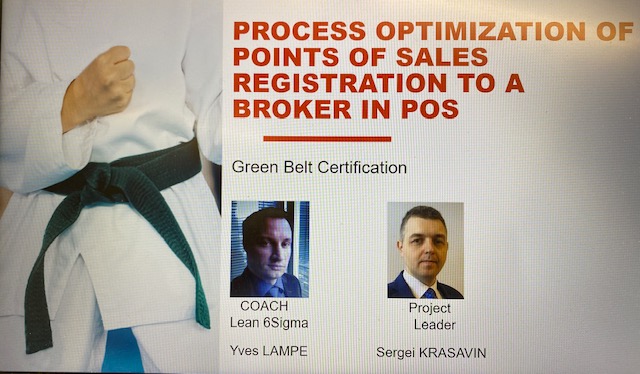 PROCESS OPTIMIZATION OF
POINTS OF SALES
REGISTRATION TO A
BROKER IN POS
Green Belt Certification
COACH
Lean 6Sigma
Yves LAMPE
Project
Leader
Sergei KRASAVIN